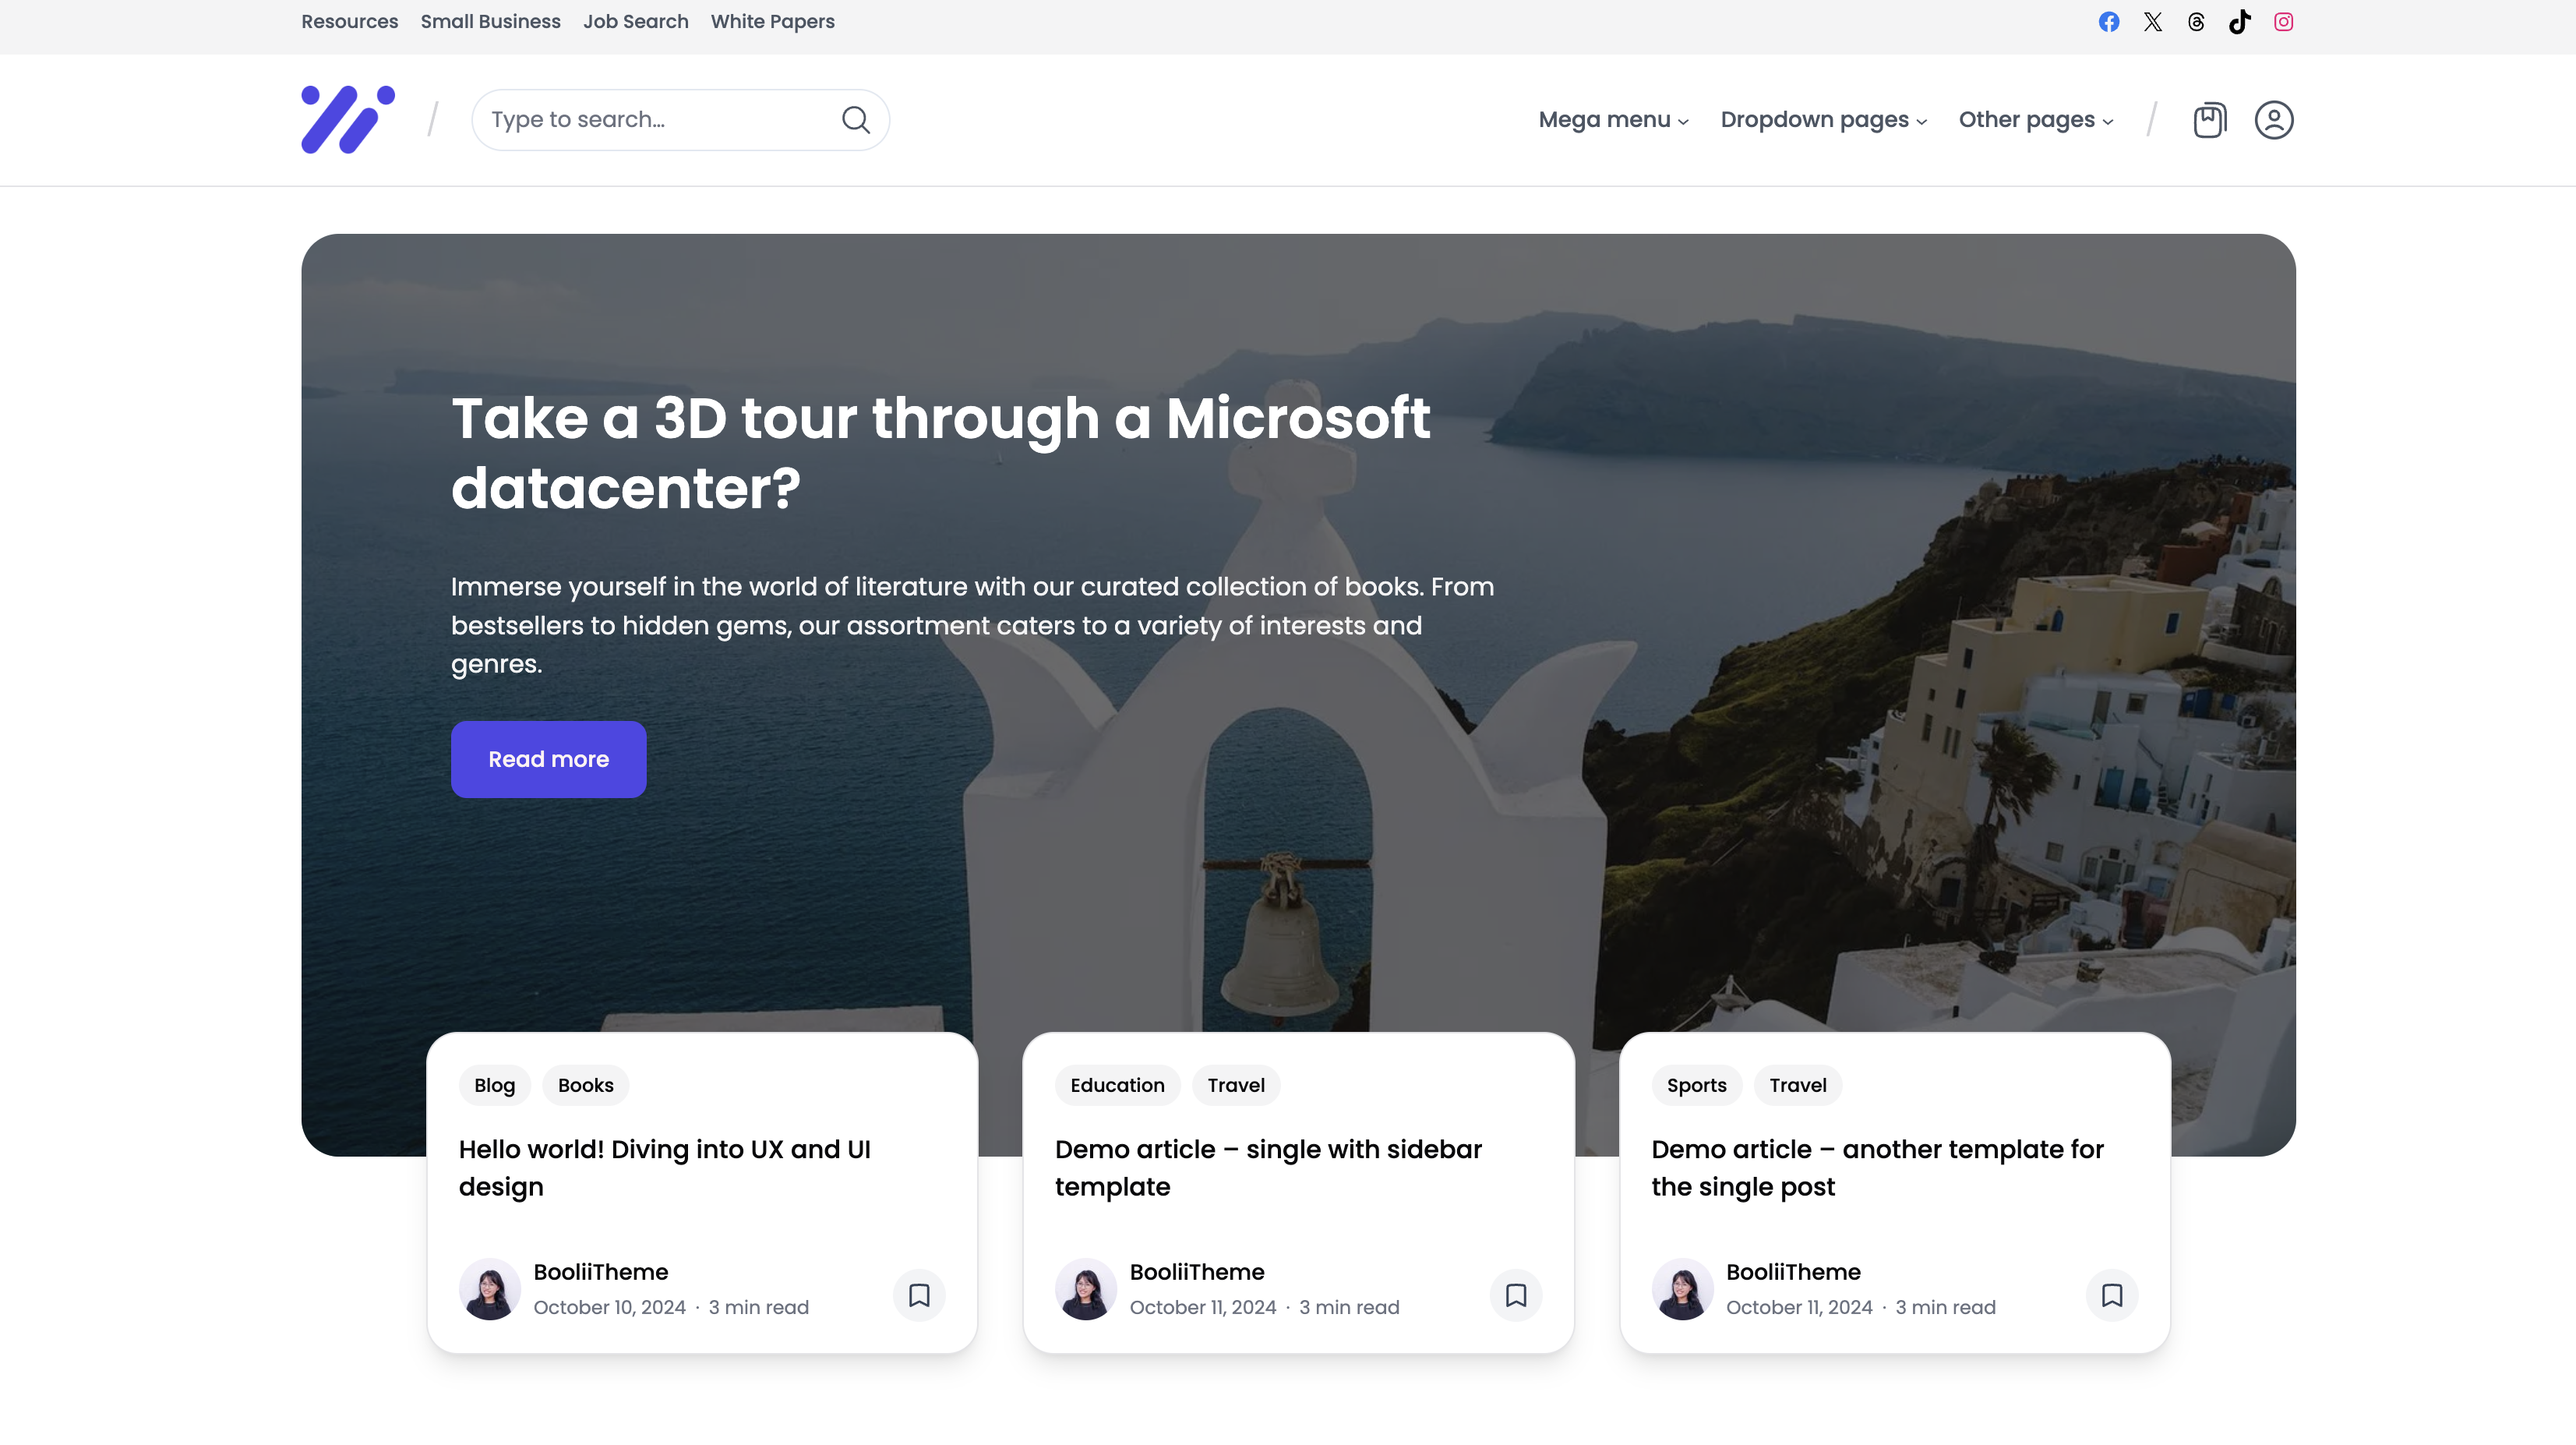 Resources Small Business Job Search White Papers
Type to search...
Mega menu Dropdown pages Other pages
Take a 3D tour through a Microsoft
datacenter?
Immerse yourself in the world of literature with our curated collection of books. From
bestsellers to hidden gems, our assortment caters to a variety of interests and
genres.
Read more
Blog Books
Hello world! Diving into UX and UI
design
BooliiTheme
October 10, 2024 · 3 min read
Education Travel
Demo article – single with sidebar
template
BooliiTheme
October 11, 2024 · 3 min read
Sports Travel
Demo article – another template for
the single post
BooliiTheme
October 11, 2024 · 3 min read